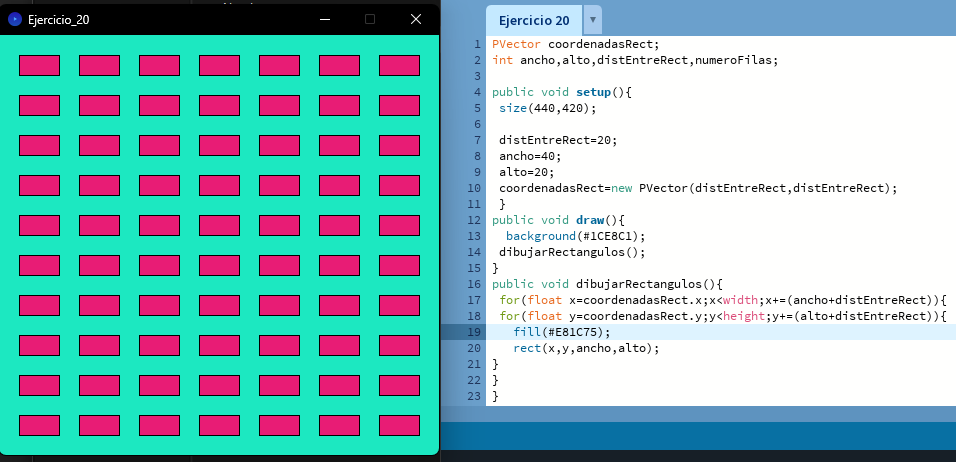 Ejercicio_20
Ejercicio 20
1 PVector coordenadasRect;
2 int ancho,alto,distEntreRect,numeroFilas;
3
4 public void setup(){
5 size(440,420);
6
7 distEntreRect=20;
8 ancho=40;
9 alto=20;
10 coordenadasRect=new PVector(distEntreRect,distEntreRect);
11 }
12 public void draw(){
13 background(#1CE8C1);
14 dibujarRectangulos();
15 }
16 public void dibujarRectangulos(){
17 for(float x=coordenadasRect.x;x<width;x+=(ancho+distEntreRect)){
18 for(float y=coordenadasRect.y;y<height;y+=(alto+distEntreRect)){
19 fill(#E81C75);
20 rect(x,y,ancho,alto);
21 }
22 }
23 }